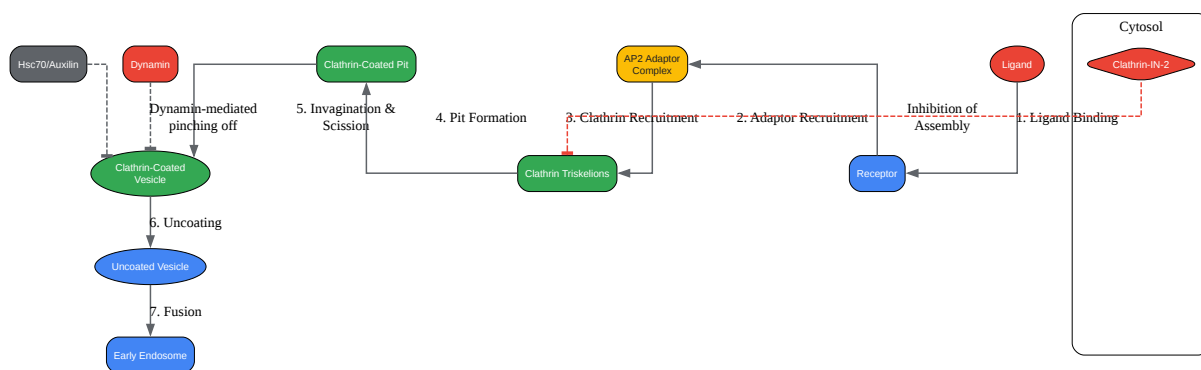 Cytosol
Hsc70/Auxilin
Dynamin
Clathrin-Coated Pit
AP2 Adaptor
Complex
Ligand
Clathrin-IN-2
Dynamin-mediated
pinching off
5. Invagination &
Scission
4. Pit Formation
3. Clathrin Recruitment
2. Adaptor Recruitment
Inhibition of
Assembly
1. Ligand Binding
Clathrin-Coated
Vesicle
Clathrin Triskelions
Receptor
6. Uncoating
Uncoated Vesicle
7. Fusion
Early Endosome